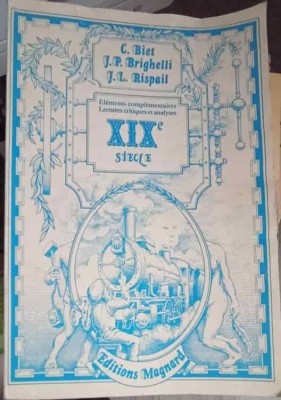 C. Biet
J.P. Brighelli
J.L. Rispail
Eléments complémentaires
Lectures critiques et analyses
XIXe
SIÈCLE
Editions Magnard